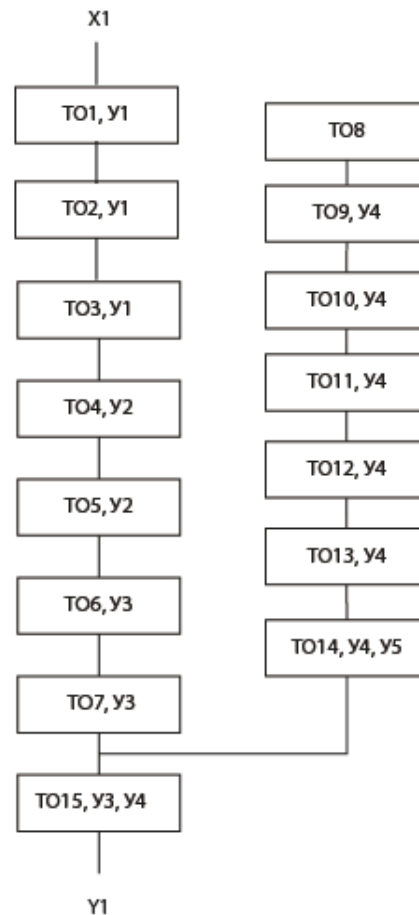 X1
ТО1, У1
ТО2, У1
ТО3, У1
ТО4, У2
ТО5, У2
ТО6, У3
ТО7, У3
ТО15, У3, У4
Y1
ТО8
ТО9, У4
ТО10, У4
ТО11, У4
ТО12, У4
ТО13, У4
ТО14, У4, У5